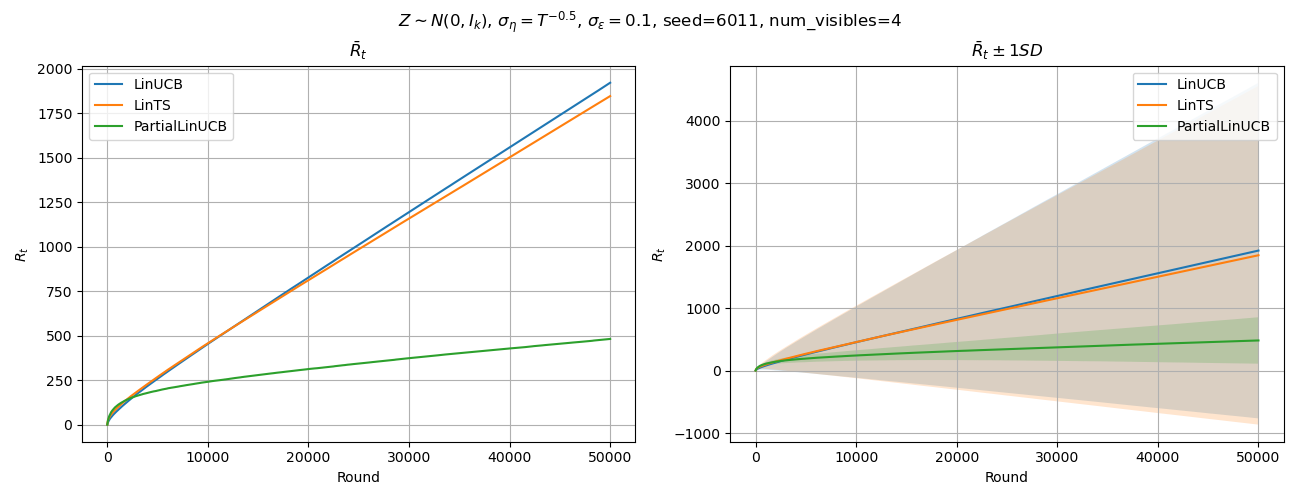 Z ∼ N(0, I_k), σ_η = T^{−0.5}, σ_ε = 0.1, seed=6011, num_visibles=4
R̄_t
2000
1750
1500
1250
1000
750
500
250
0
R_t
LinUCB
LinTS
PartialLinUCB
0 10000 20000 30000 40000 50000
Round
R̄_t ± 1SD
4000
3000
2000
1000
0
−1000
R_t
LinUCB
LinTS
PartialLinUCB
0 10000 20000 30000 40000 50000
Round